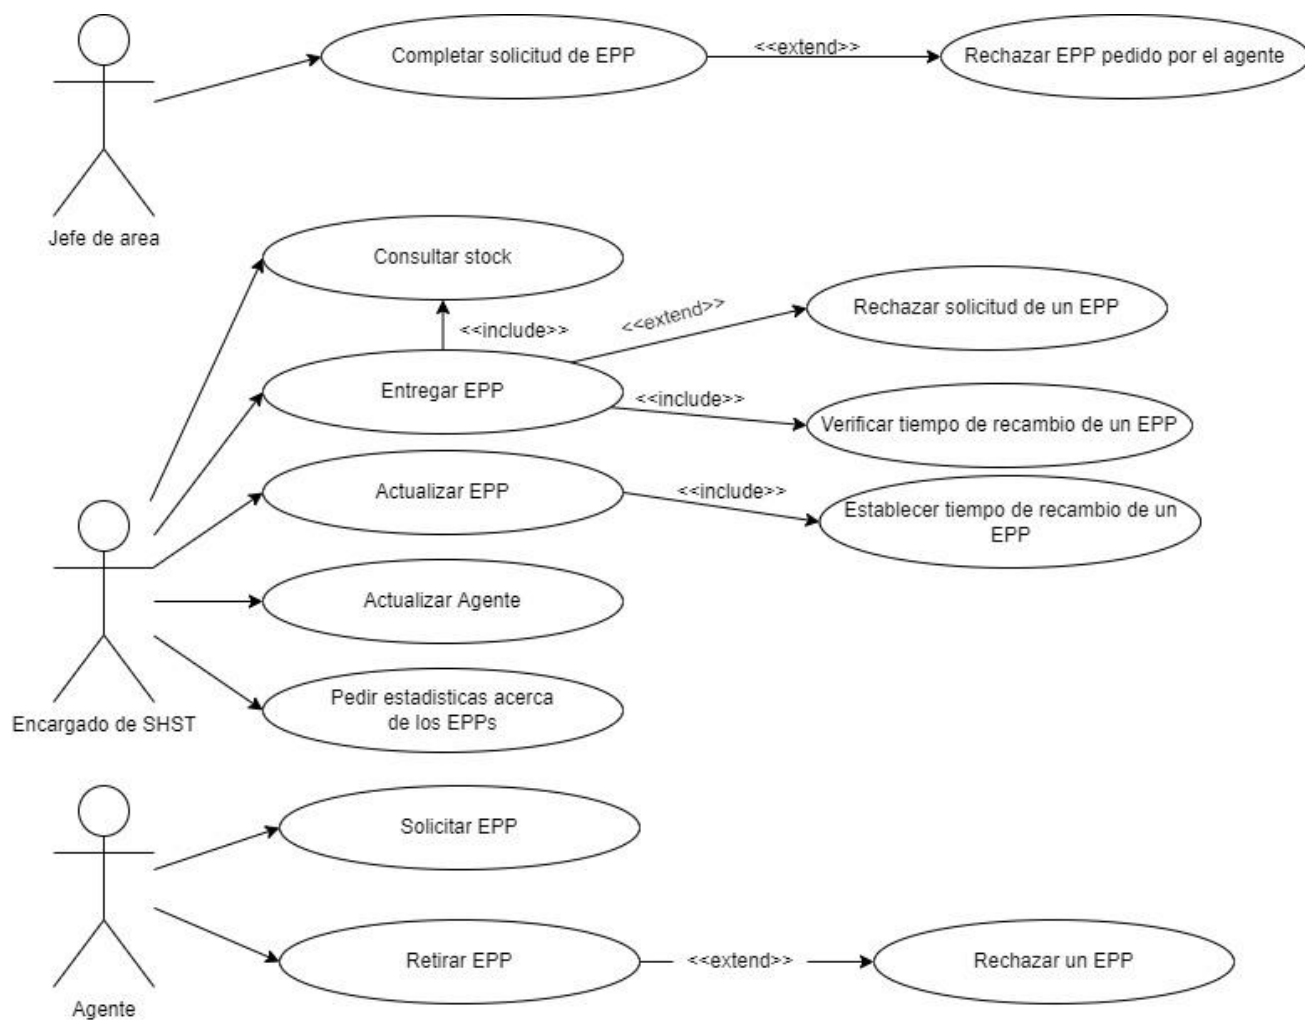 Completar solicitud de EPP
<<extend>>
Rechazar EPP pedido por el agente
Jefe de area
Consultar stock
<<include>>
<<extend>>
Rechazar solicitud de un EPP
Entregar EPP
<<include>>
Verificar tiempo de recambio de un EPP
Actualizar EPP
<<include>>
Establecer tiempo de recambio de un
EPP
Actualizar Agente
Pedir estadisticas acerca
de los EPPs
Encargado de SHST
Solicitar EPP
Retirar EPP
<<extend>>
Rechazar un EPP
Agente